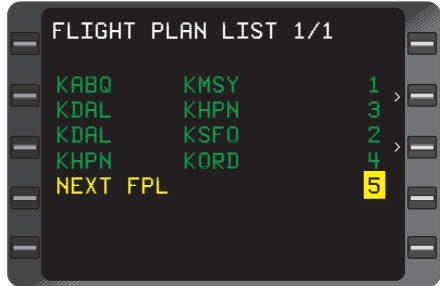 FLIGHT PLAN LIST 1/1
KABQ KMSY 1 >
KDAL KHPN 3
KDAL KSFO 2 >
KHPN KORD 4
NEXT FPL 5